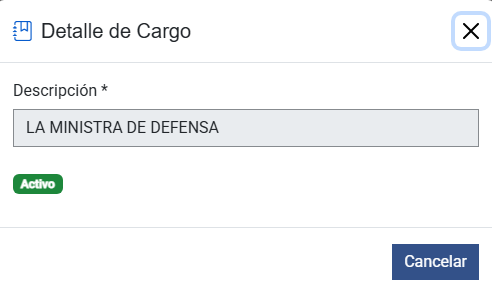 Detalle de Cargo
Descripción *
LA MINISTRA DE DEFENSA
Activo
Cancelar